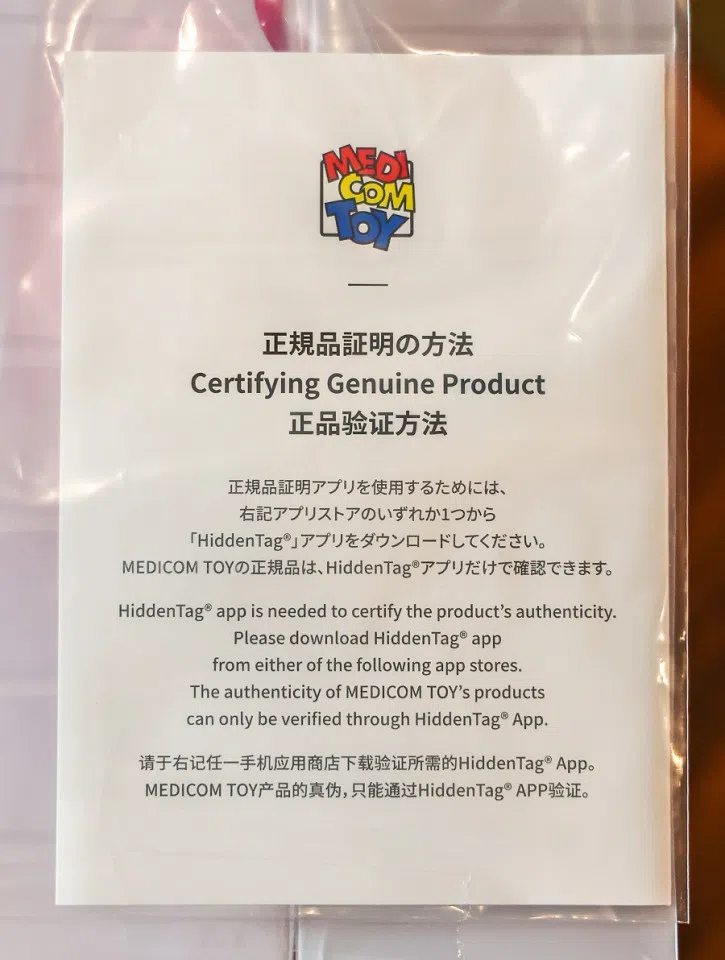 MEDI
COM
TOY
正規品証明の方法
Certifying Genuine Product
正品验证方法
正規品証明アプリを使用するためには、
右記アプリストアのいずれか1つから
「HiddenTag®」アプリをダウンロードしてください。
MEDICOM TOYの正規品は、HiddenTag®アプリだけで確認できます。
HiddenTag® app is needed to certify the product's authenticity.
Please download HiddenTag® app
from either of the following app stores.
The authenticity of MEDICOM TOY's products
can only be verified through HiddenTag® App.
请于右记任一手机应用商店下载验证所需的HiddenTag® App。
MEDICOM TOY产品的真伪，只能通过HiddenTag® APP验证。